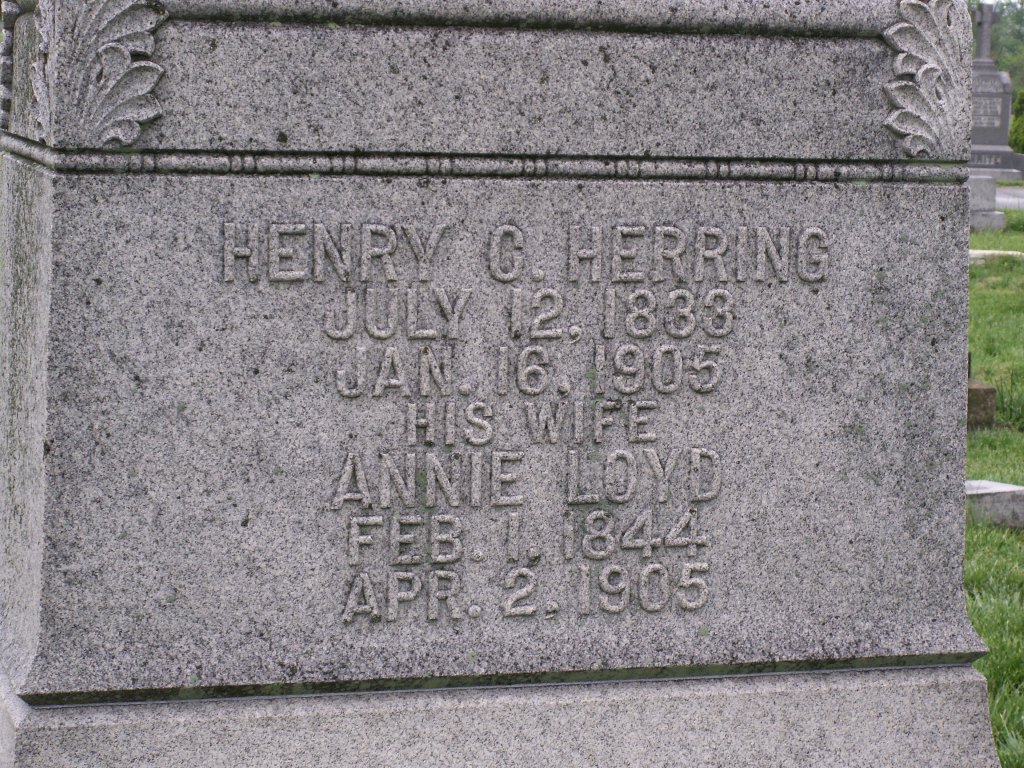 HENRY C. HERRING
JULY 12, 1833
JAN. 16, 1905
HIS WIFE
ANNIE LOYD
FEB. 1, 1844
APR. 2, 1905